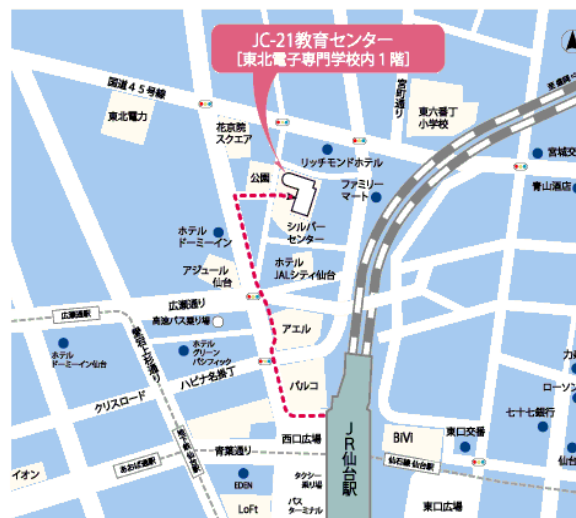 JC-21教育センター
[東北電子専門学校内1階]
国道45号線
東北電力
花京院
スクエア
宮町通り
東六番丁
小学校
リッチモンドホテル
宮城交
公園
ファミリー
マート
青山酒店
シルバー
センター
ホテル
ドーミーイン
アジュール
仙台
ホテル
JALシティ仙台
広瀬通り
広瀬通駅
高速バス乗り場
アエル
ホテル
ドーミーイン仙台
ホテル
グリーン
パシフィック
ハピナ名掛丁
クリスロード
パルコ
JR仙台駅
ローソン
七十七銀行
西口広場
青葉通り
あおば通駅
地下鉄 仙台駅
BiVi
東口交番
仙石線 仙台駅
仙台
イオン
EDEN
LoFt
タクシー
乗り場
バス
ターミナル
東口広場